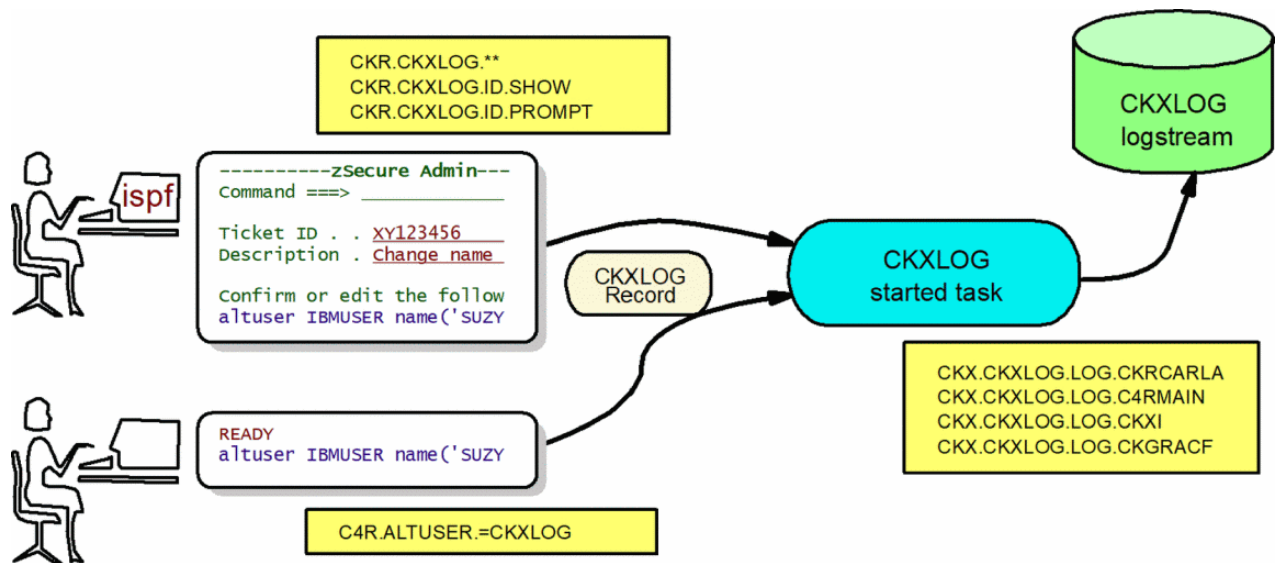 CKR.CKXLOG.**
CKR.CKXLOG.ID.SHOW
CKR.CKXLOG.ID.PROMPT
CKXLOG
logstream
ispf
----------zSecure Admin---
Command ===> _______________
Ticket ID . . XY123456
Description . Change name
Confirm or edit the follow
altuser IBMUSER name('SUZY
CKXLOG
Record
CKXLOG
started task
CKX.CKXLOG.LOG.CKRCARLA
CKX.CKXLOG.LOG.C4RMAIN
CKX.CKXLOG.LOG.CKXI
CKX.CKXLOG.LOG.CKGRACF
READY
altuser IBMUSER name('SUZY
C4R.ALTUSER.=CKXLOG